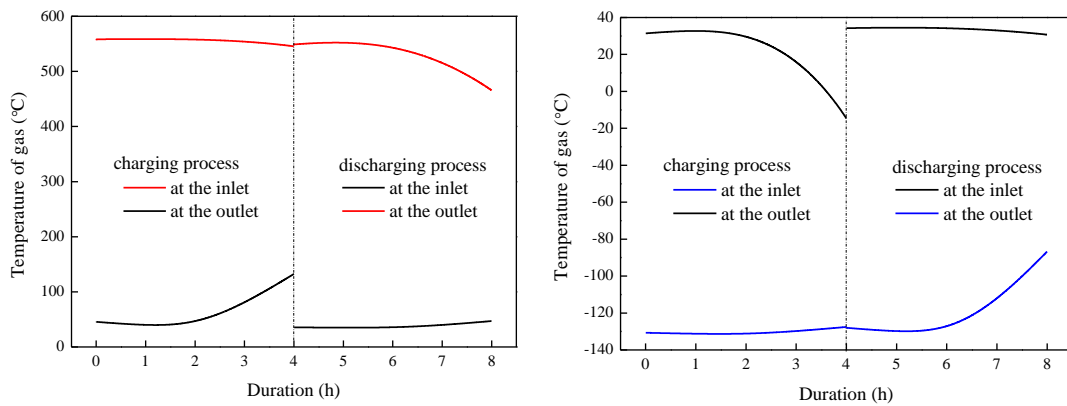 Temperature of gas (℃)
600
500
400
300
200
100
0
charging process
at the inlet
at the outlet
discharging process
at the inlet
at the outlet
0 1 2 3 4 5 6 7 8
Duration (h)
Temperature of gas (℃)
40
20
0
-20
-40
-60
-80
-100
-120
-140
charging process
at the inlet
at the outlet
discharging process
at the inlet
at the outlet
0 1 2 3 4 5 6 7 8
Duration (h)